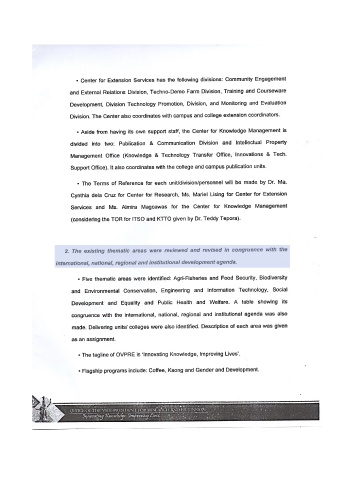 • Center for Extension Services has the following divisions: Community Engagement
and External Relations Division, Techno-Demo Farm Division, Training and Courseware
Development, Division Technology Promotion, Division, and Monitoring and Evaluation
Division. The Center also coordinates with campus and college extension coordinators.
• Aside from having its own support staff, the Center for Knowledge Management is
divided into two: Publication & Communication Division and Intellectual Property
Management Office (Knowledge & Technology Transfer Office, Innovations & Tech.
Support Office). It also coordinates with the college and campus publication units.
• The Terms of Reference for each unit/division/personnel will be made by Dr. Ma.
Cynthia dela Cruz for Center for Research, Ms. Mariel Lising for Center for Extension
Services and Ms. Almira Magcawas for the Center for Knowledge Management
(considering the TOR for ITSO and KTTO given by Dr. Teddy Tepora).
2. The existing thematic areas were reviewed and revised in congruence with the
international, national, regional and institutional development agenda.
• Five thematic areas were identified: Agri-Fisheries and Food Security, Biodiversity
and Environmental Conservation, Engineering and Information Technology, Social
Development and Equality and Public Health and Welfare. A table showing its
congruence with the international, national, regional and institutional agenda was also
made. Delivering units/ colleges were also identified. Description of each area was given
as an assignment.
• The tagline of OVPRE is 'Innovating Knowledge, Improving Lives'.
• Flagship programs include: Coffee, Kaong and Gender and Development.
OFFICE OF THE VICE PRESIDENT FOR RESEARCH AND EXTENSION
Innovating Knowledge, Improving Lives